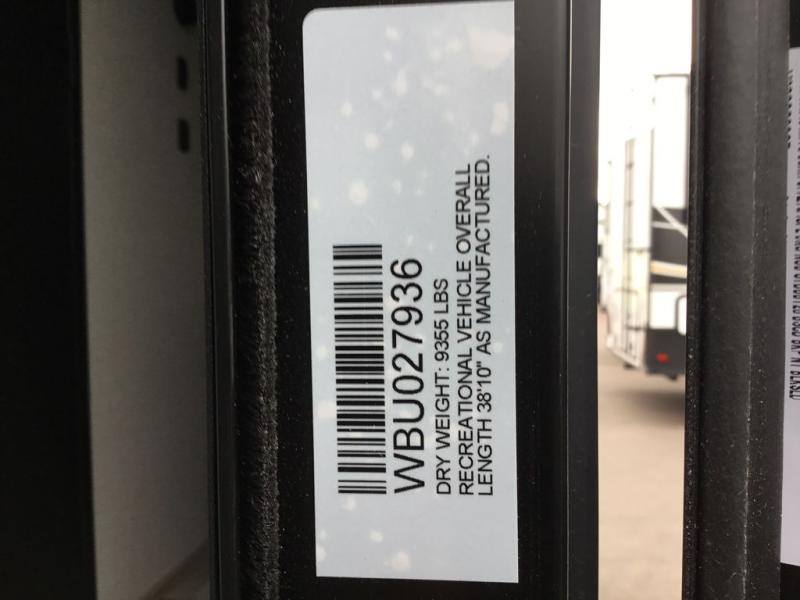 WBU027936
DRY WEIGHT: 9355 LBS
RECREATIONAL VEHICLE OVERALL
LENGTH 38'10" AS MANUFACTURED.